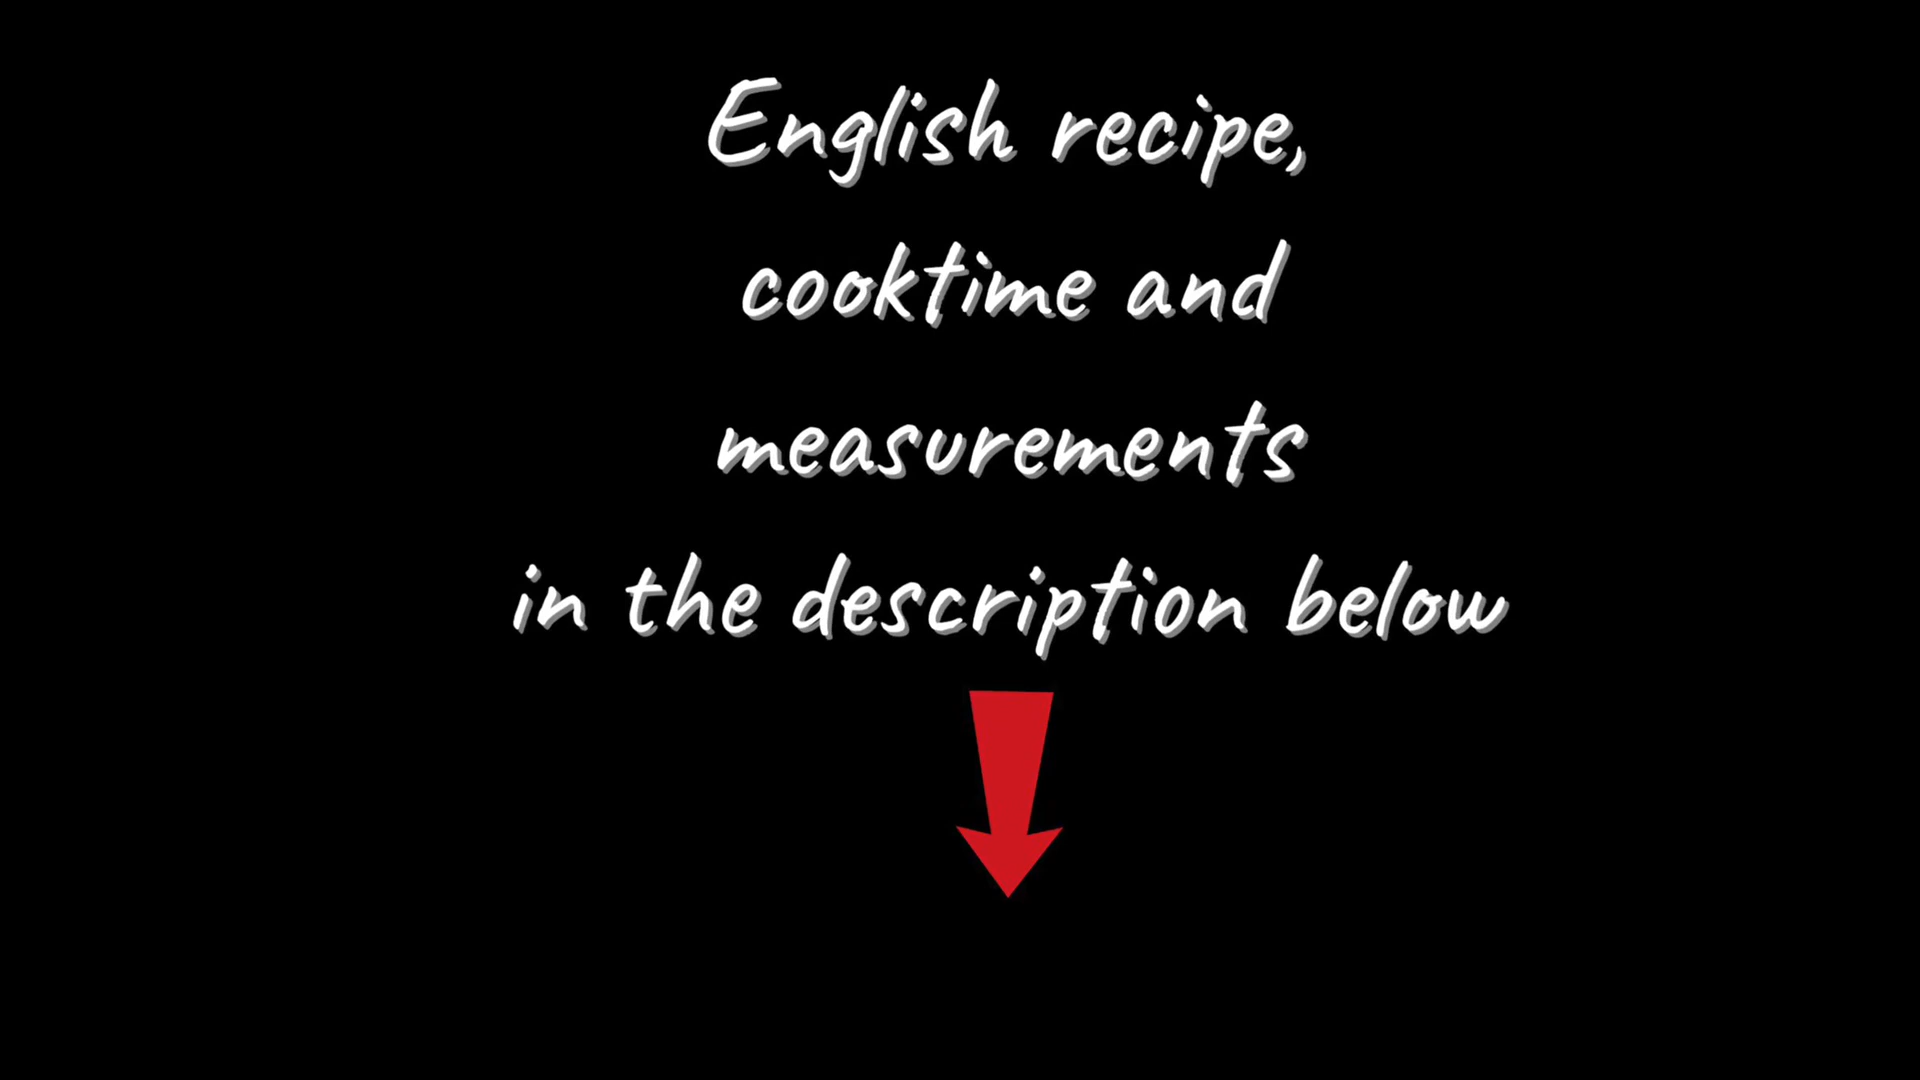 English recipe,
cooktime and
measurements
in the description below